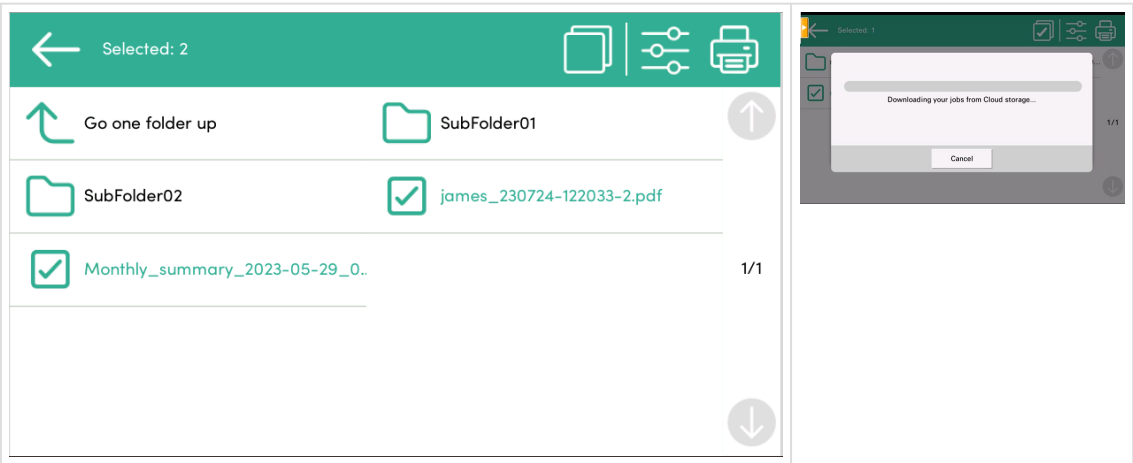 Selected: 2
Go one folder up
SubFolder01
SubFolder02
james_230724-122033-2.pdf
Monthly_summary_2023-05-29_0..
1/1
Selected: 1
Downloading your jobs from Cloud storage...
1/1
Cancel